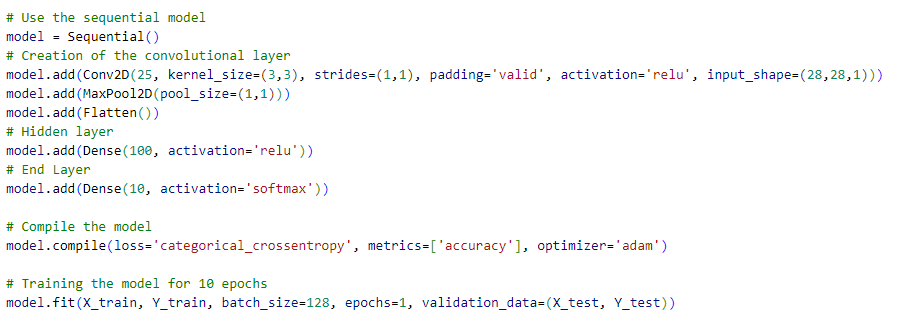 # Use the sequential model
model = Sequential()
# Creation of the convolutional layer
model.add(Conv2D(25, kernel_size=(3,3), strides=(1,1), padding='valid', activation='relu', input_shape=(28,28,1)))
model.add(MaxPool2D(pool_size=(1,1)))
model.add(Flatten())
# Hidden layer
model.add(Dense(100, activation='relu'))
# End Layer
model.add(Dense(10, activation='softmax'))
# Compile the model
model.compile(loss='categorical_crossentropy', metrics=['accuracy'], optimizer='adam')
# Training the model for 10 epochs
model.fit(X_train, Y_train, batch_size=128, epochs=1, validation_data=(X_test, Y_test))